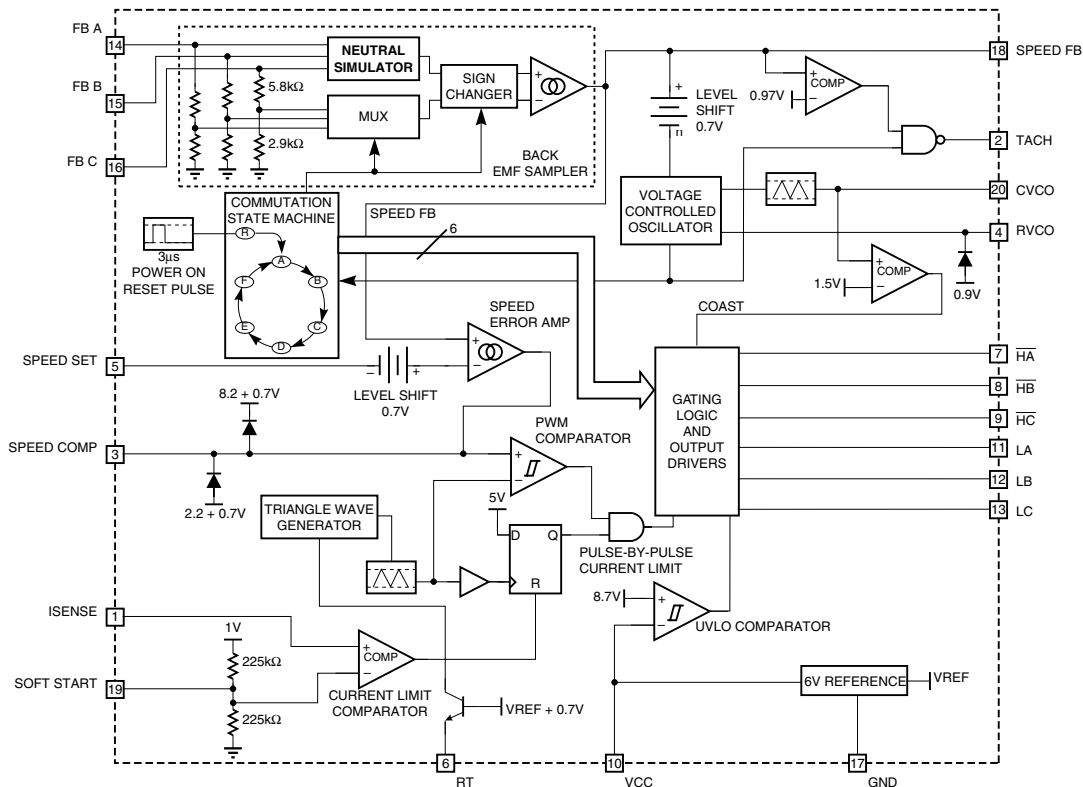 FB A
14
FB B
15
FB C
16
NEUTRAL
SIMULATOR
5.8kΩ
MUX
2.9kΩ
SIGN
CHANGER
+
–
BACK
EMF SAMPLER
18
SPEED FB
+
LEVEL
SHIFT
0.7V
+
COMP
–
0.97V
2
TACH
VOLTAGE
CONTROLLED
OSCILLATOR
20
CVCO
4
RVCO
+
COMP
–
1.5V
0.9V
COMMUTATION
STATE MACHINE
R
A
B
C
D
E
F
3µs
POWER ON
RESET PULSE
SPEED FB
6
COAST
SPEED
ERROR AMP
+
–
SPEED SET
5
–
+
LEVEL SHIFT
0.7V
8.2 + 0.7V
SPEED COMP
3
2.2 + 0.7V
PWM
COMPARATOR
+
–
GATING
LOGIC
AND
OUTPUT
DRIVERS
7
HA
8
HB
9
HC
11
LA
12
LB
13
LC
TRIANGLE WAVE
GENERATOR
5V
D
Q
R
PULSE-BY-PULSE
CURRENT LIMIT
8.7V
+
–
UVLO COMPARATOR
ISENSE
1
1V
225kΩ
SOFT START
19
225kΩ
+
COMP
–
CURRENT LIMIT
COMPARATOR
VREF + 0.7V
6V REFERENCE
VREF
6
RT
10
VCC
17
GND